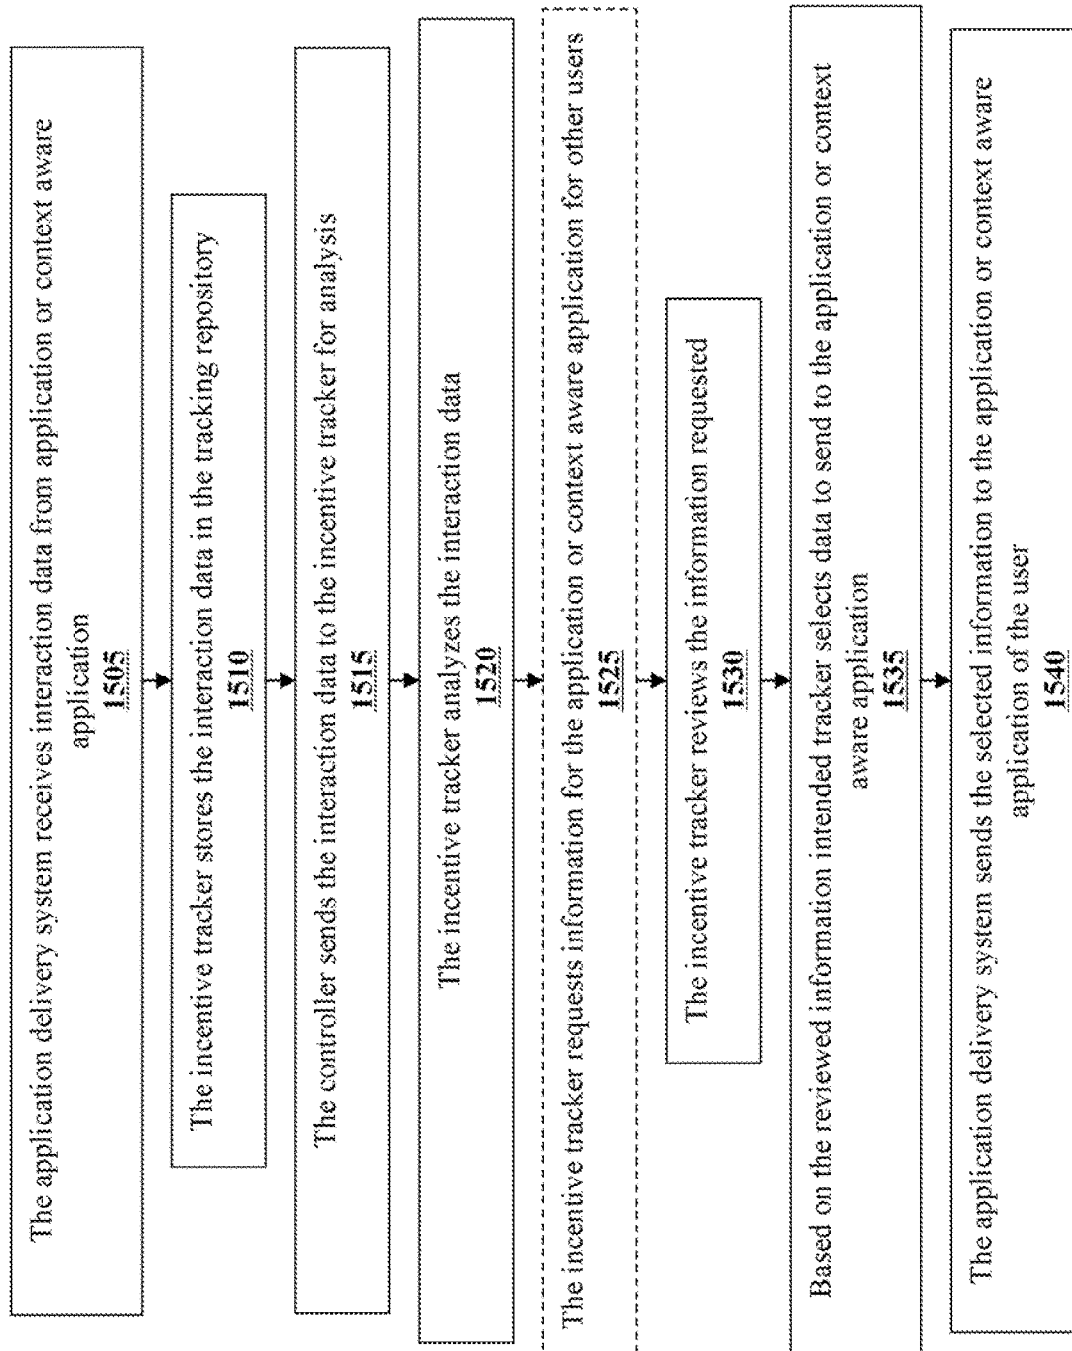 The application delivery system receives interaction data from application or context aware
application
1505
The incentive tracker stores the interaction data in the tracking repository
1510
The controller sends the interaction data to the incentive tracker for analysis
1515
The incentive tracker analyzes the interaction data
1520
The incentive tracker requests information for the application or context aware application for other users
1525
The incentive tracker reviews the information requested
1530
Based on the reviewed information intended tracker selects data to send to the application or context
aware application
1535
The application delivery system sends the selected information to the application or context aware
application of the user
1540